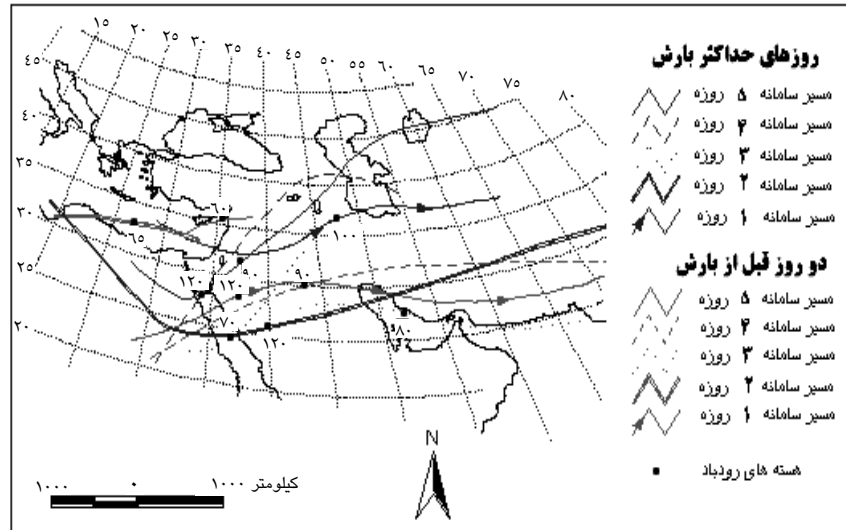 ۱۵ ۲۰ ۲۵ ۳۰ ۳۵ ۴۰ ۴۵ ۵۰ ۵۵ ۶۰ ۶۵ ۷۰ ۷۵ ۸۰
۴۵
۴۰
۳۵
۳۰
۲۵
۲۰
۶۰
۶۵
۱۰۰
۹۰
۱۲۰
۱۲۰
۹۰
۷۰
۱۲۰
۸۰
N
۱۰۰۰ ۰ ۱۰۰۰ کیلومتر
روزهای حداکثر بارش
مسیر سامانه ۵ روزه
مسیر سامانه ۴ روزه
مسیر سامانه ۳ روزه
مسیر سامانه ۲ روزه
مسیر سامانه ۱ روزه
دو روز قبل از بارش
مسیر سامانه ۵ روزه
مسیر سامانه ۴ روزه
مسیر سامانه ۳ روزه
مسیر سامانه ۲ روزه
مسیر سامانه ۱ روزه
هسته های رودباد